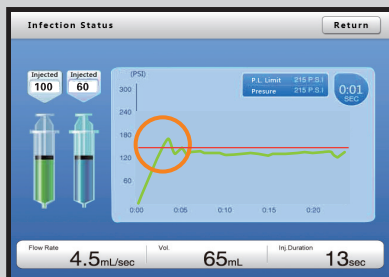 Infection Status
Return
Injected
100
Injected
60
(PSI)
300
240
180
120
60
0:00 0:05 0:10 0:15 0:20
P.L. Limit 215 P.S.I
Presure 215 P.S.I
0:01
SEC
Flow Rate
4.5mL/sec
Vol.
65mL
Inj.Duration
13sec